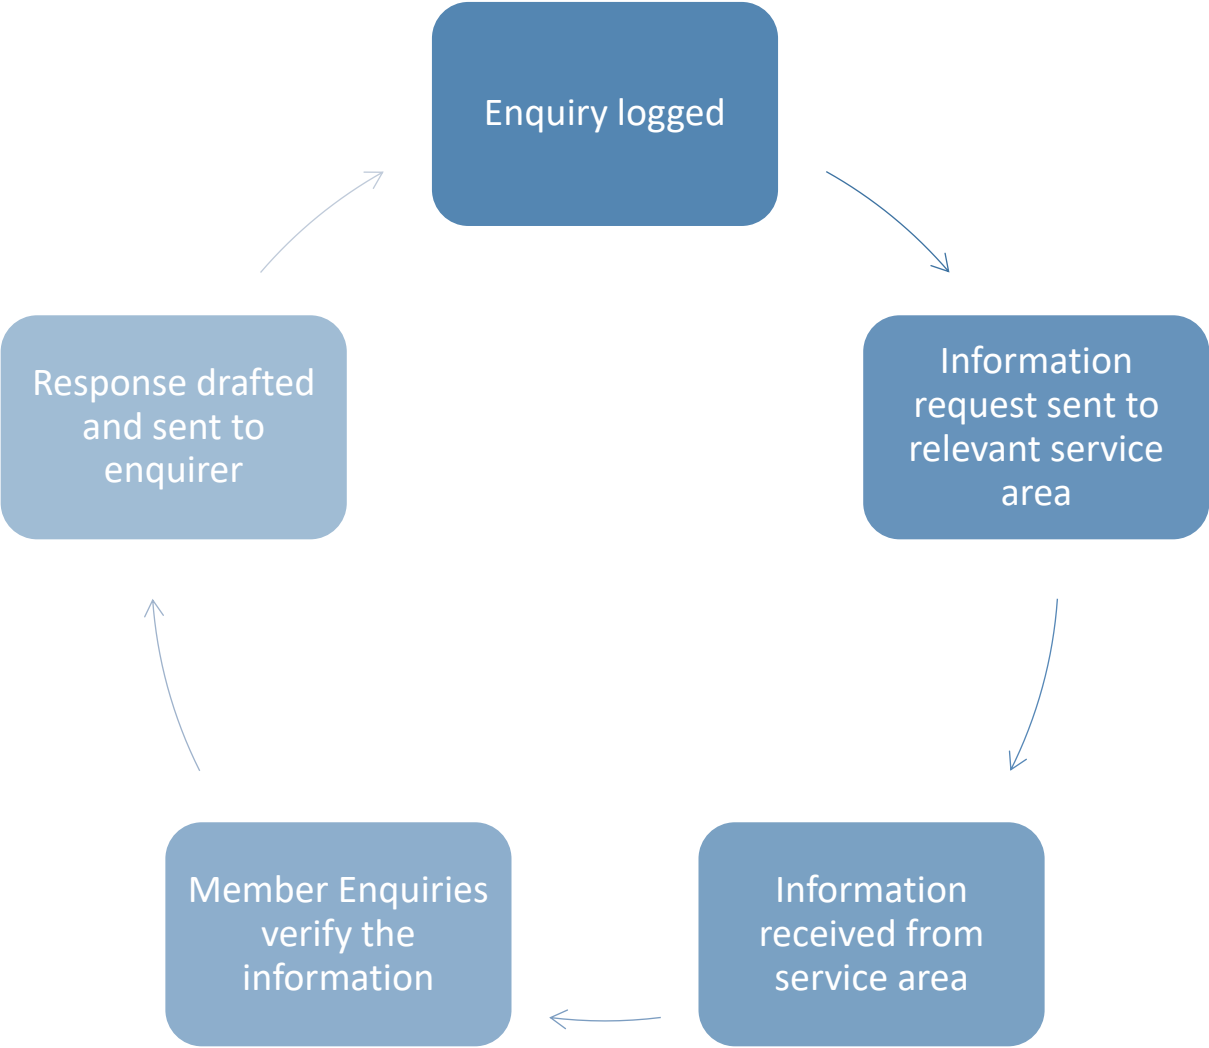 Enquiry logged
Information
request sent to
relevant service
area
Information
received from
service area
Member Enquiries
verify the
information
Response drafted
and sent to
enquirer